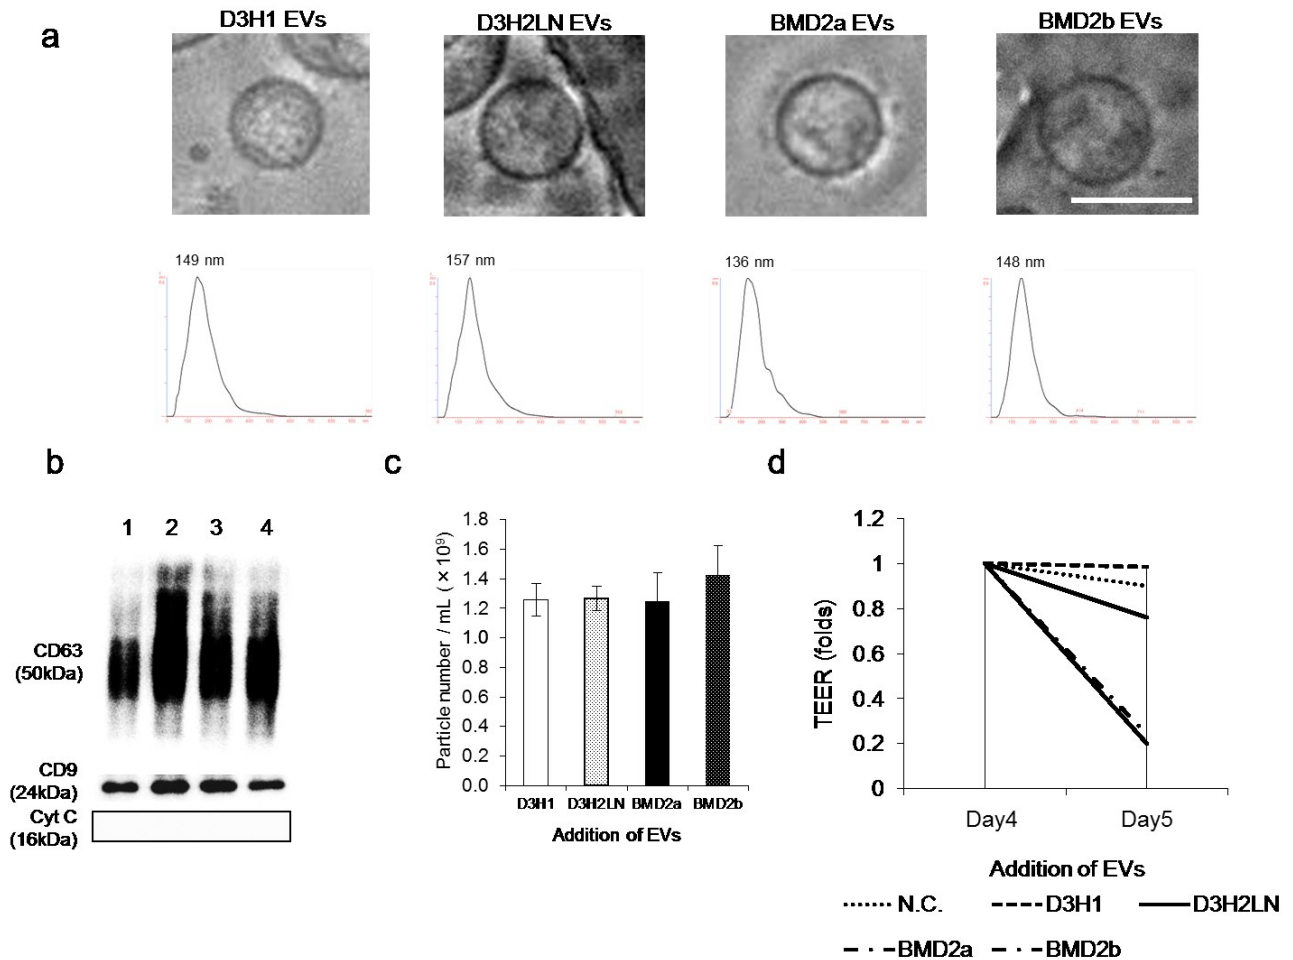 a
D3H1 EVs
D3H2LN EVs
BMD2a EVs
BMD2b EVs
149 nm
157 nm
136 nm
148 nm
b
1 2 3 4
CD63
(50kDa)
CD9
(24kDa)
Cyt C
(16kDa)
c
Particle number / mL ( × 10⁹)
1.8
1.6
1.4
1.2
1.0
0.8
0.6
0.4
0.2
0.0
D3H1 D3H2LN BMD2a BMD2b
Addition of EVs
d
TEER (folds)
1.2
1
0.8
0.6
0.4
0.2
0
Day4 Day5
Addition of EVs
N.C. D3H1 D3H2LN
BMD2a BMD2b